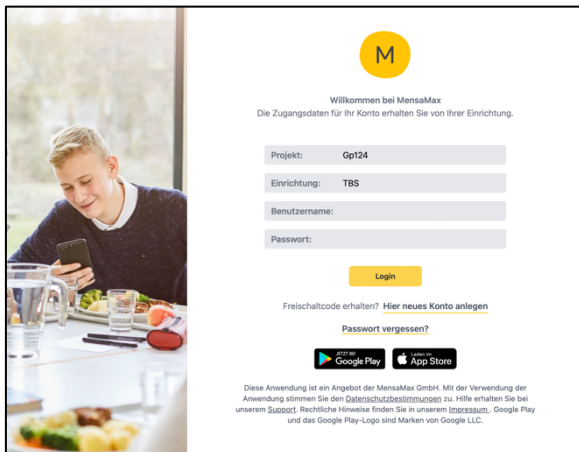 M
Willkommen bei MensaMax
Die Zugangsdaten für Ihr Konto erhalten Sie von Ihrer Einrichtung.
Projekt: Gp124
Einrichtung: TBS
Benutzername:
Passwort:
Login
Freischaltcode erhalten? Hier neues Konto anlegen
Passwort vergessen?
JETZT BEI
Google Play
Laden im
App Store
Diese Anwendung ist ein Angebot der MensaMax GmbH. Mit der Verwendung der
Anwendung stimmen Sie den Datenschutzbestimmungen zu. Hilfe erhalten Sie bei
unserem Support. Rechtliche Hinweise finden Sie in unserem Impressum . Google Play
und das Google Play-Logo sind Marken von Google LLC.